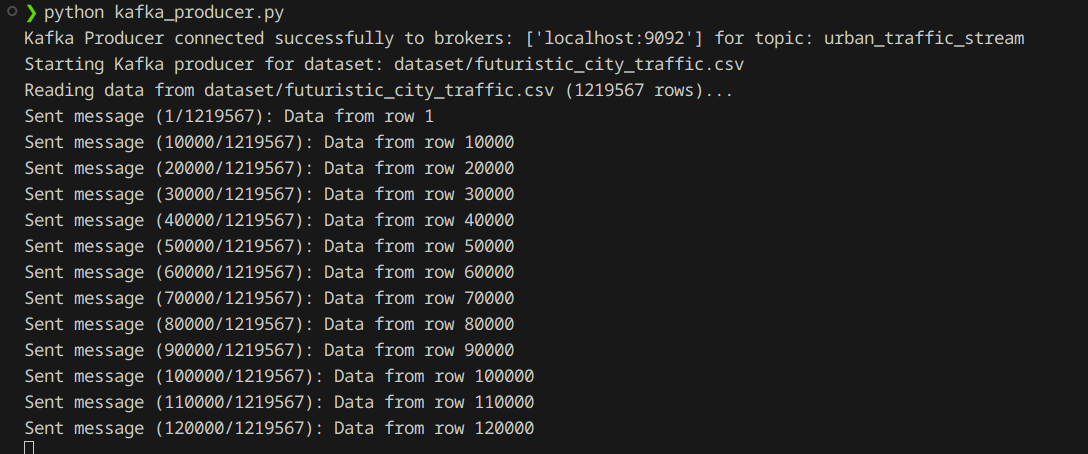 ❯ python kafka_producer.py
Kafka Producer connected successfully to brokers: ['localhost:9092'] for topic: urban_traffic_stream
Starting Kafka producer for dataset: dataset/futuristic_city_traffic.csv
Reading data from dataset/futuristic_city_traffic.csv (1219567 rows)...
Sent message (1/1219567): Data from row 1
Sent message (10000/1219567): Data from row 10000
Sent message (20000/1219567): Data from row 20000
Sent message (30000/1219567): Data from row 30000
Sent message (40000/1219567): Data from row 40000
Sent message (50000/1219567): Data from row 50000
Sent message (60000/1219567): Data from row 60000
Sent message (70000/1219567): Data from row 70000
Sent message (80000/1219567): Data from row 80000
Sent message (90000/1219567): Data from row 90000
Sent message (100000/1219567): Data from row 100000
Sent message (110000/1219567): Data from row 110000
Sent message (120000/1219567): Data from row 120000